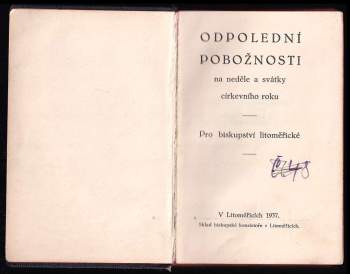 ODPOLEDNÍ
POBOŽNOSTI
na neděle a svátky
církevního roku
Pro biskupství litoměřické
V Litoměřicích 1937.
Sklad biskupské konsistoře v Litoměřicích.